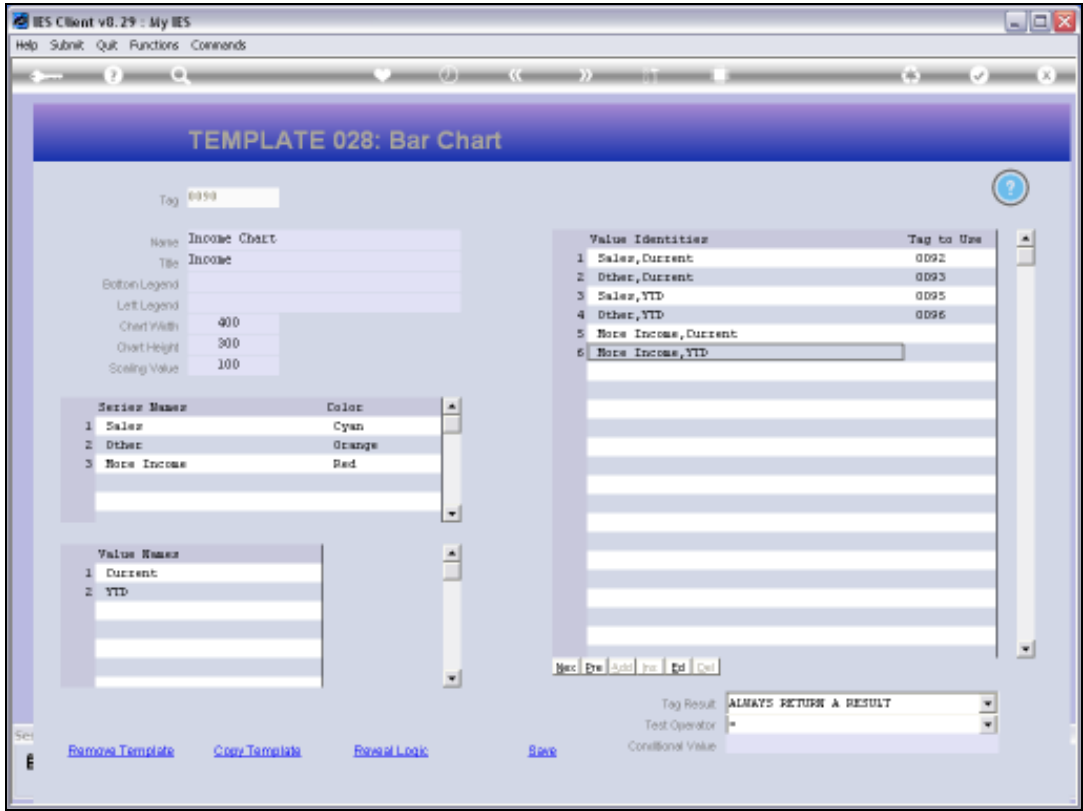 IES Client v8.29 : My IES
Help Submit Quit Functions Commands
TEMPLATE 028: Bar Chart
Tag 0090
Name Income Chart
Title Income
Bottom Legend
Left Legend
Chart Width 400
Chart Height 300
Scaling Value 100
Series Names Color
1 Sales Cyan
2 Other Orange
3 More Income Red
Value Names
1 Current
2 YTD
Value Identities Tag to Use
1 Sales,Current 0092
2 Other,Current 0093
3 Sales,YTD 0095
4 Other,YTD 0096
5 More Income,Current
6 More Income,YTD
Nex Pre Add Ins Ed Del
Tag Result ALWAYS RETURN A RESULT
Test Operator =
Conditional Value
Remove Template Copy Template Reveal Logic Save